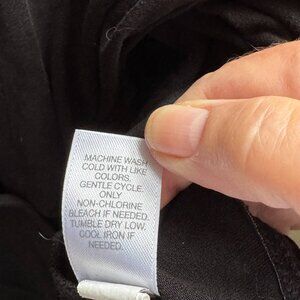 MACHINE WASH
COLD WITH LIKE
COLORS.
GENTLE CYCLE.
ONLY
NON-CHLORINE
BLEACH IF NEEDED.
TUMBLE DRY LOW.
COOL IRON IF
NEEDED.